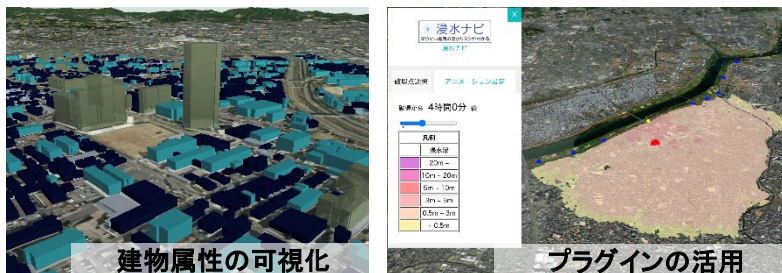 建物属性の可視化
浸水ナビ
浸水ナビ
破堤点選択
アニメーション設定
破堤から 4時間0分 後
凡例
浸水深
20m ~
10m ~ 20m
5m ~ 10m
3m ~ 5m
0.5m ~ 3m
~ 0.5m
プラグインの活用